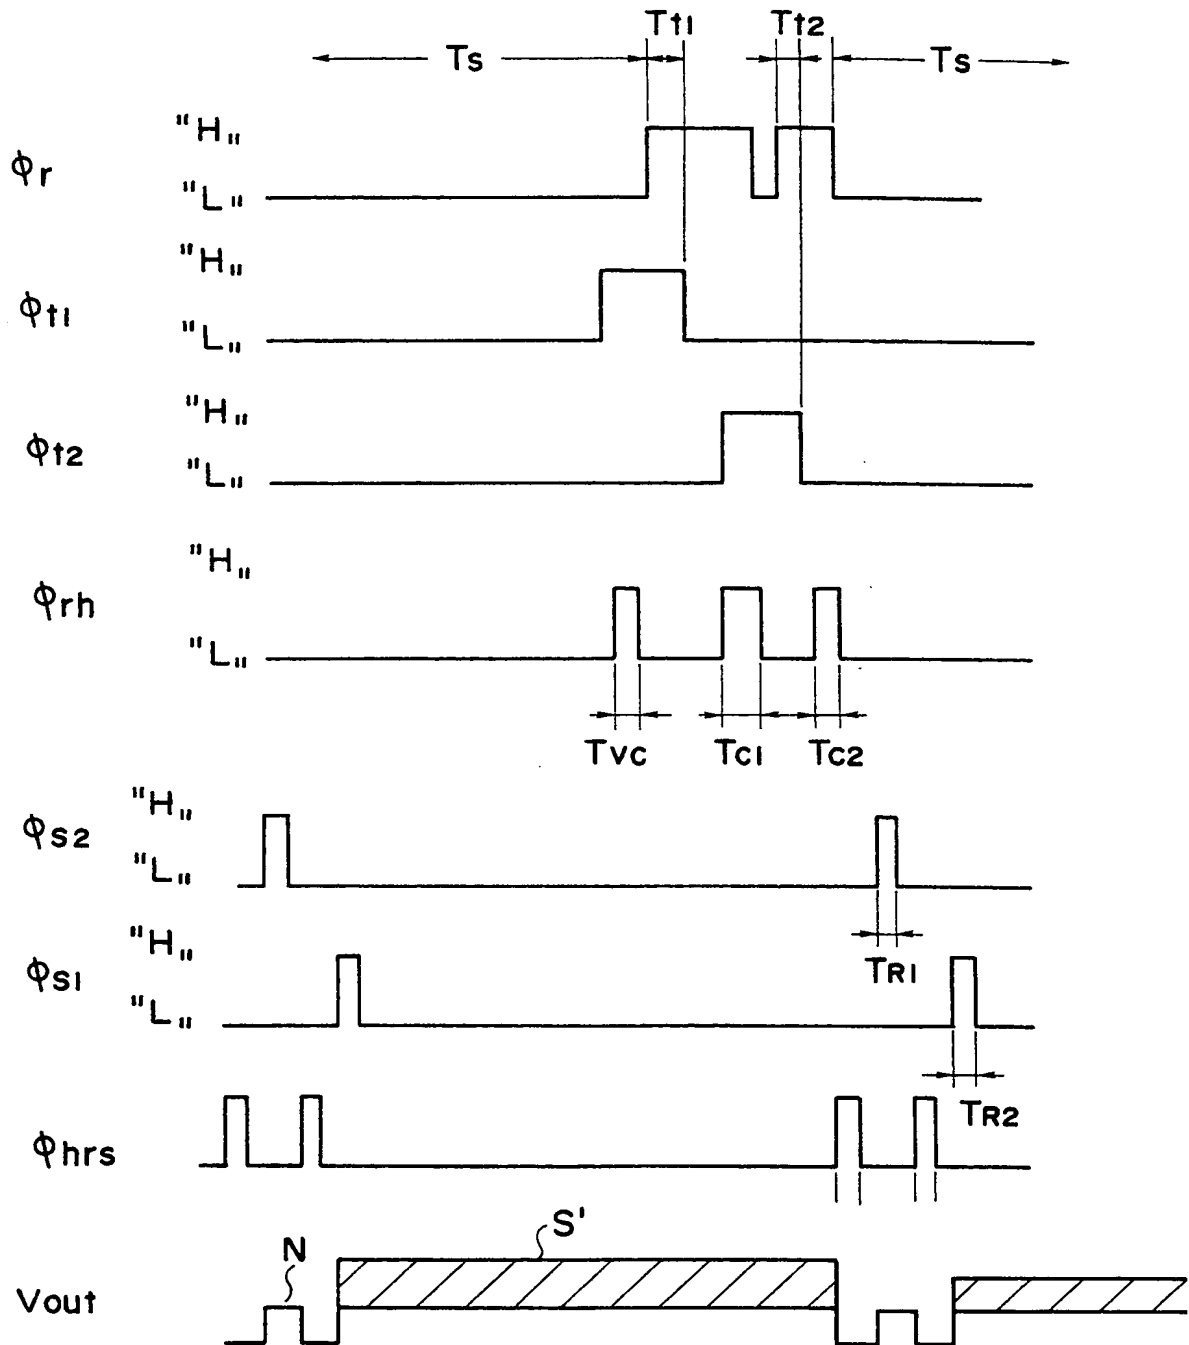 Tt1 Tt2
Ts Ts
"H"
φr
"L"
"H"
φt1
"L"
"H"
φt2
"L"
"H"
φrh
"L"
Tvc Tc1 Tc2
"H"
φs2
"L"
"H"
TR1
φs1
"L"
TR2
φhrs
S'
N
Vout